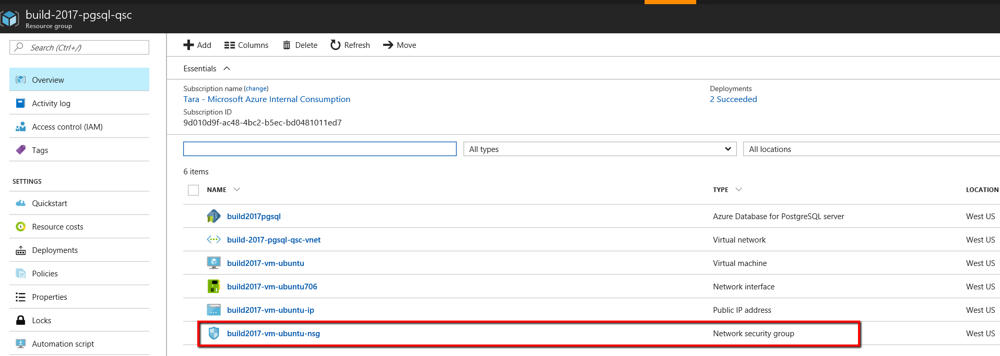 build-2017-pgsql-qsc
Resource group
Search (Ctrl+/)
Overview
Activity log
Access control (IAM)
Tags
SETTINGS
Quickstart
Resource costs
Deployments
Policies
Properties
Locks
Automation script
Add Columns Delete Refresh Move
Essentials
Subscription name (change) Deployments
Tara - Microsoft Azure Internal Consumption 2 Succeeded
Subscription ID
9d010d9f-ac48-4bc2-b5ec-bd0481011ed7
All types All locations
6 items
NAME TYPE LOCATION
build2017pgsql Azure Database for PostgreSQL server West US
build-2017-pgsql-qsc-vnet Virtual network West US
build2017-vm-ubuntu Virtual machine West US
build2017-vm-ubuntu706 Network interface West US
build2017-vm-ubuntu-ip Public IP address West US
build2017-vm-ubuntu-nsg Network security group West US